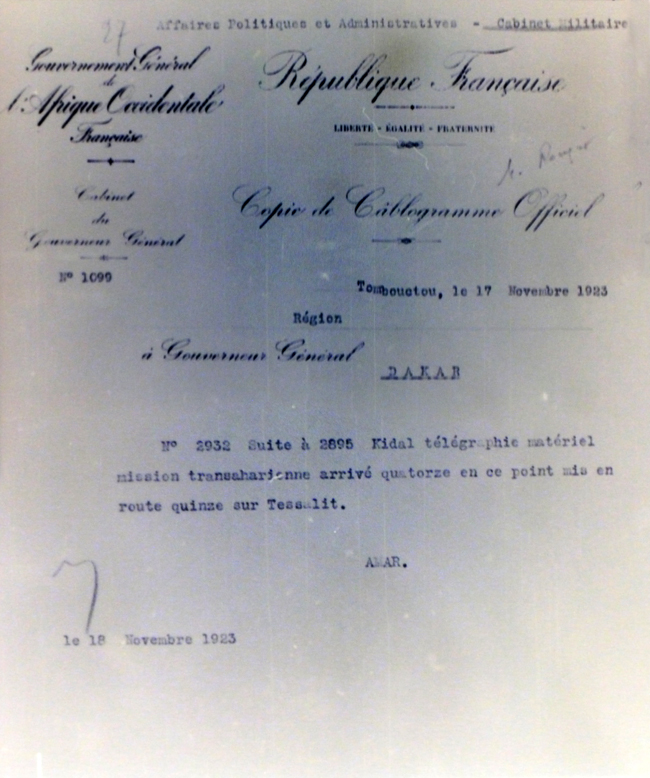 27
Affaires Politiques et Administratives - Cabinet Militaire
Gouvernement Général
de
l'Afrique Occidentale
Française
Cabinet
du
Gouverneur Général
N° 1099
République Française
LIBERTÉ - ÉGALITÉ - FRATERNITÉ
Copie de Câblogramme Officiel
Tombouctou, le 17 Novembre 1923
Région
à Gouverneur Général
DAKAR
N° 2932 Suite à 2895 Kidal télégraphie matériel
mission transaharienne arrivé quatorze en ce point mis en
route quinze sur Tessalit.
AMAR.
le 18 Novembre 1923